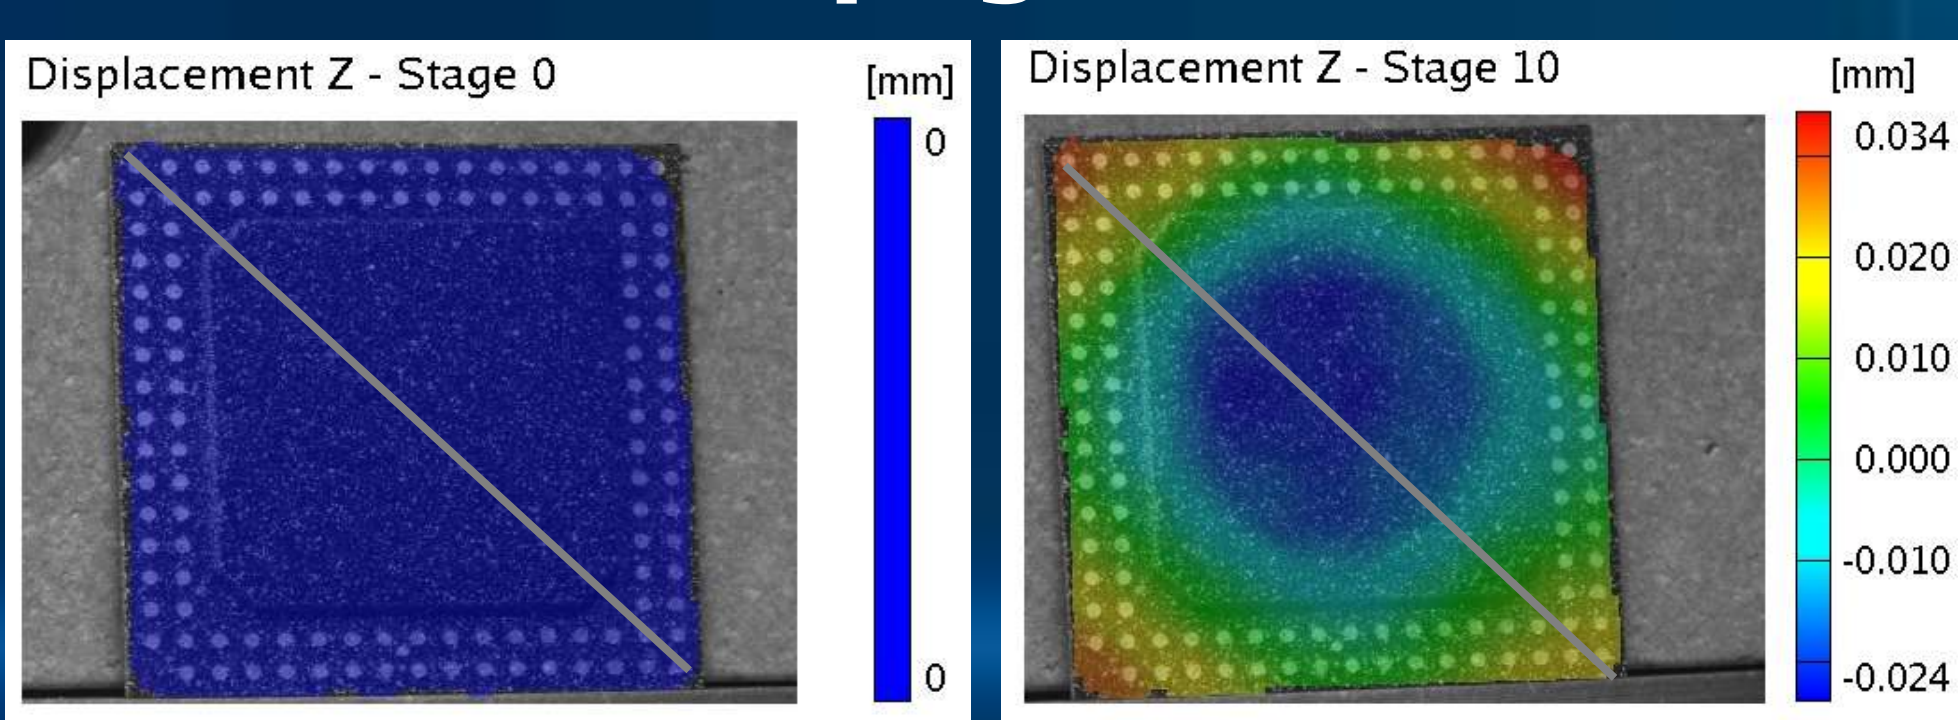 Displacement Z - Stage 0
[mm]
0
0
Displacement Z - Stage 10
[mm]
0.034
0.020
0.010
0.000
-0.010
-0.024